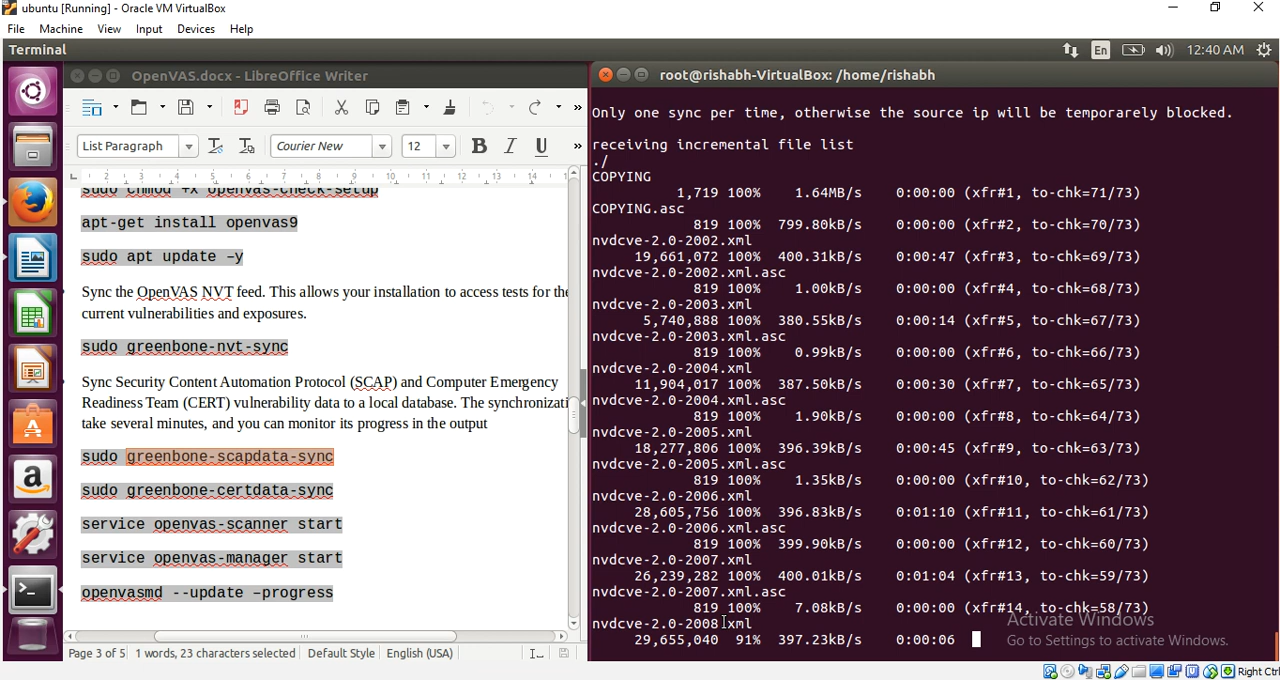 ubuntu [Running] - Oracle VM VirtualBox
File Machine View Input Devices Help
Terminal
En
12:40 AM
OpenVAS.docx - LibreOffice Writer
List Paragraph
Courier New
12
B I U
1 2 3 4 5 6 7 8 9 10 11 12 13 14
sudo chmod +x openvas-check-setup
apt-get install openvas9
sudo apt update –y
Sync the OpenVAS NVT feed. This allows your installation to access tests for the
current vulnerabilities and exposures.
sudo greenbone-nvt-sync
Sync Security Content Automation Protocol (SCAP) and Computer Emergency
Readiness Team (CERT) vulnerability data to a local database. The synchronizati
take several minutes, and you can monitor its progress in the output
sudo greenbone-scapdata-sync
sudo greenbone-certdata-sync
service openvas-scanner start
service openvas-manager start
openvasmd --update –progress
Page 3 of 5 1 words, 23 characters selected Default Style English (USA)
root@rishabh-VirtualBox: /home/rishabh
Only one sync per time, otherwise the source ip will be temporarely blocked.
receiving incremental file list
./
COPYING
1,719 100% 1.64MB/s 0:00:00 (xfr#1, to-chk=71/73)
COPYING.asc
819 100% 799.80kB/s 0:00:00 (xfr#2, to-chk=70/73)
nvdcve-2.0-2002.xml
19,661,072 100% 400.31kB/s 0:00:47 (xfr#3, to-chk=69/73)
nvdcve-2.0-2002.xml.asc
819 100% 1.00kB/s 0:00:00 (xfr#4, to-chk=68/73)
nvdcve-2.0-2003.xml
5,740,888 100% 380.55kB/s 0:00:14 (xfr#5, to-chk=67/73)
nvdcve-2.0-2003.xml.asc
819 100% 0.99kB/s 0:00:00 (xfr#6, to-chk=66/73)
nvdcve-2.0-2004.xml
11,904,017 100% 387.50kB/s 0:00:30 (xfr#7, to-chk=65/73)
nvdcve-2.0-2004.xml.asc
819 100% 1.90kB/s 0:00:00 (xfr#8, to-chk=64/73)
nvdcve-2.0-2005.xml
18,277,806 100% 396.39kB/s 0:00:45 (xfr#9, to-chk=63/73)
nvdcve-2.0-2005.xml.asc
819 100% 1.35kB/s 0:00:00 (xfr#10, to-chk=62/73)
nvdcve-2.0-2006.xml
28,605,756 100% 396.83kB/s 0:01:10 (xfr#11, to-chk=61/73)
nvdcve-2.0-2006.xml.asc
819 100% 399.90kB/s 0:00:00 (xfr#12, to-chk=60/73)
nvdcve-2.0-2007.xml
26,239,282 100% 400.01kB/s 0:01:04 (xfr#13, to-chk=59/73)
nvdcve-2.0-2007.xml.asc
819 100% 7.08kB/s 0:00:00 (xfr#14, to-chk=58/73)
nvdcve-2.0-2008.xml
29,655,040 91% 397.23kB/s 0:00:06
Activate Windows
Go to Settings to activate Windows.
Right Ctrl